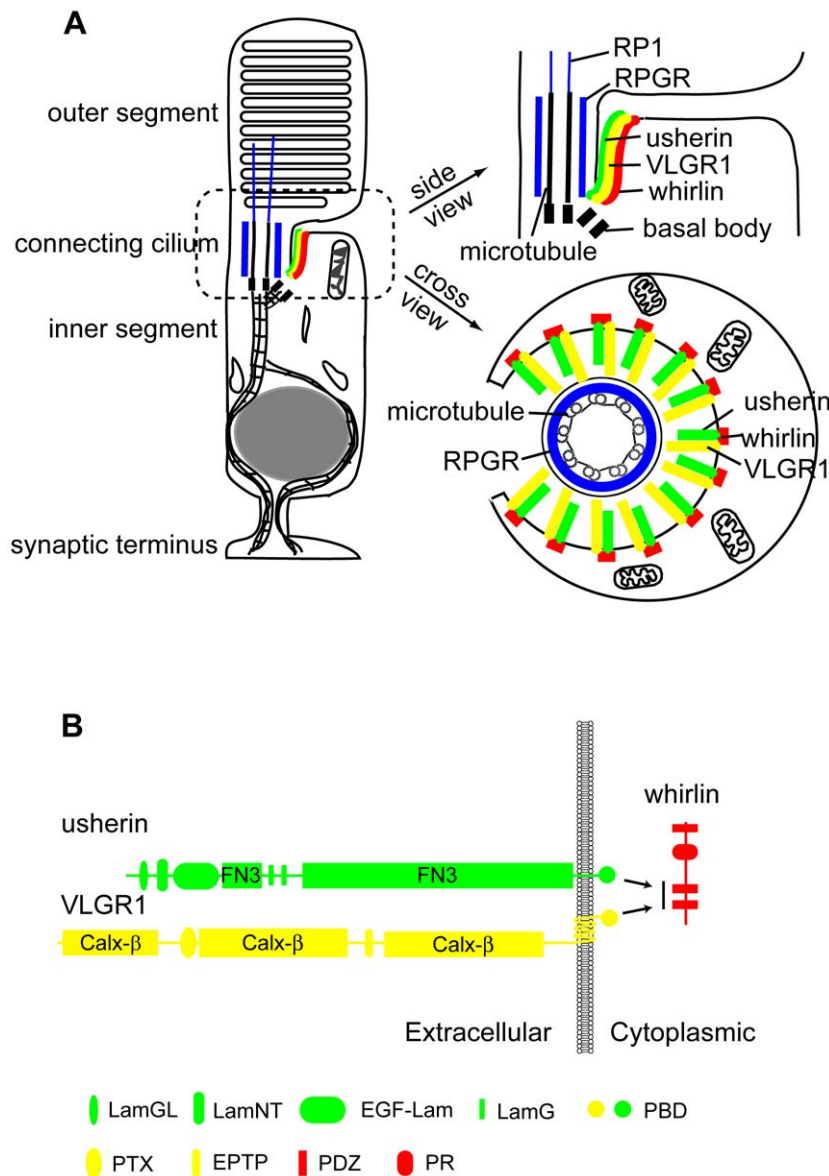 A
outer segment
connecting cilium
inner segment
synaptic terminus
side
view
cross
view
RP1
RPGR
usherin
VLGR1
whirlin
basal body
microtubule
microtubule
RPGR
usherin
whirlin
VLGR1
B
usherin
FN3
FN3
VLGR1
Calx-β
Calx-β
Calx-β
whirlin
Extracellular
Cytoplasmic
LamGL
LamNT
EGF-Lam
LamG
PBD
PTX
EPTP
PDZ
PR